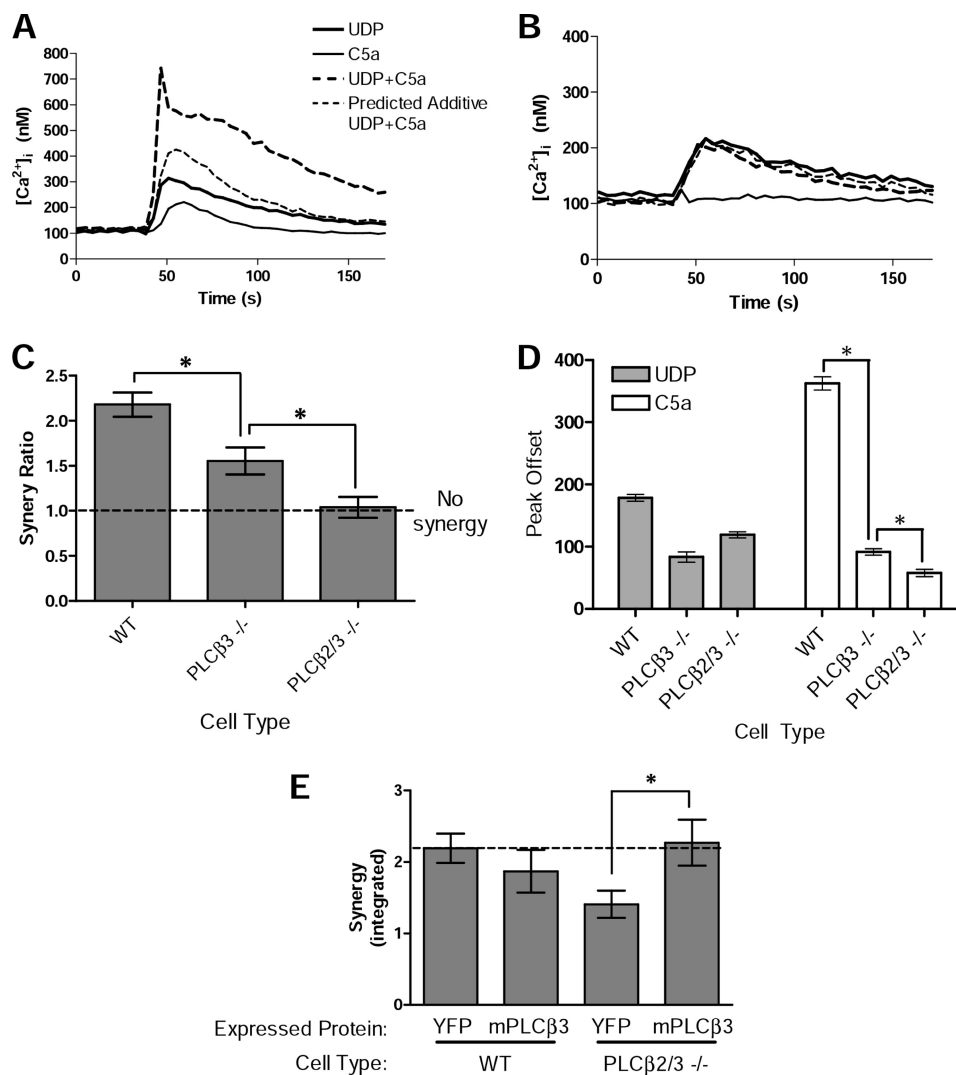 A
UDP
C5a
UDP+C5a
Predicted Additive
UDP+C5a
800
700
600
500
400
300
200
100
0
[Ca2+]i (nM)
0 50 100 150
Time (s)
B
400
300
200
100
0
[Ca2+]i (nM)
0 50 100 150
Time (s)
C
2.5
2.0
1.5
1.0
0.5
0.0
Synery Ratio
*
*
No
synergy
WT
PLCβ3 -/-
PLCβ2/3 -/-
Cell Type
D
400
300
200
100
0
Peak Offset
UDP
C5a
*
*
WT
PLCβ3 -/-
PLCβ2/3 -/-
WT
PLCβ3 -/-
PLCβ2/3 -/-
Cell Type
E
3
2
1
0
Synergy
(integrated)
*
Expressed Protein: YFP mPLCβ3 YFP mPLCβ3
Cell Type: WT PLCβ2/3 -/-